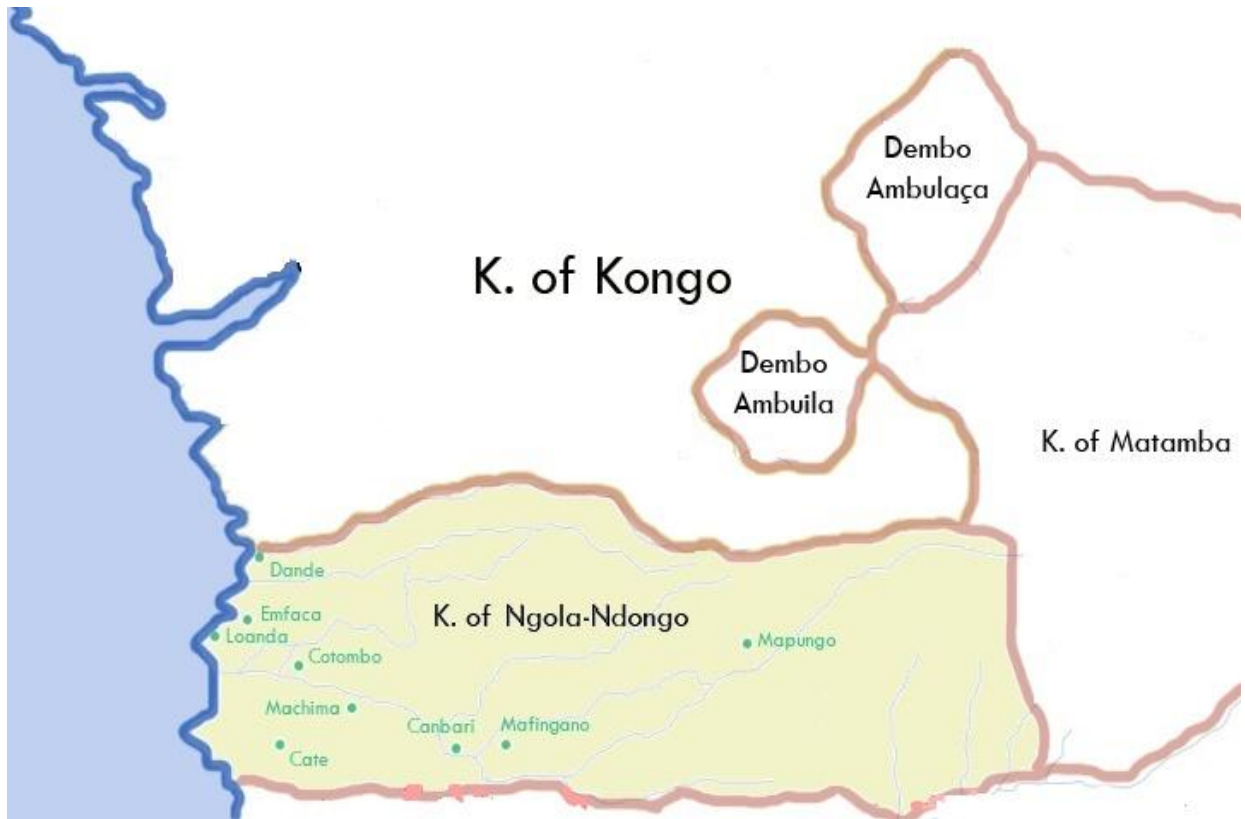 Dembo
Ambulaça
K. of Kongo
Dembo
Ambuila
K. of Matamba
Dande
Emfaca
K. of Ngola-Ndongo
Loanda
Mapungo
Cotombo
Machima
Canbari
Mafingano
Cate